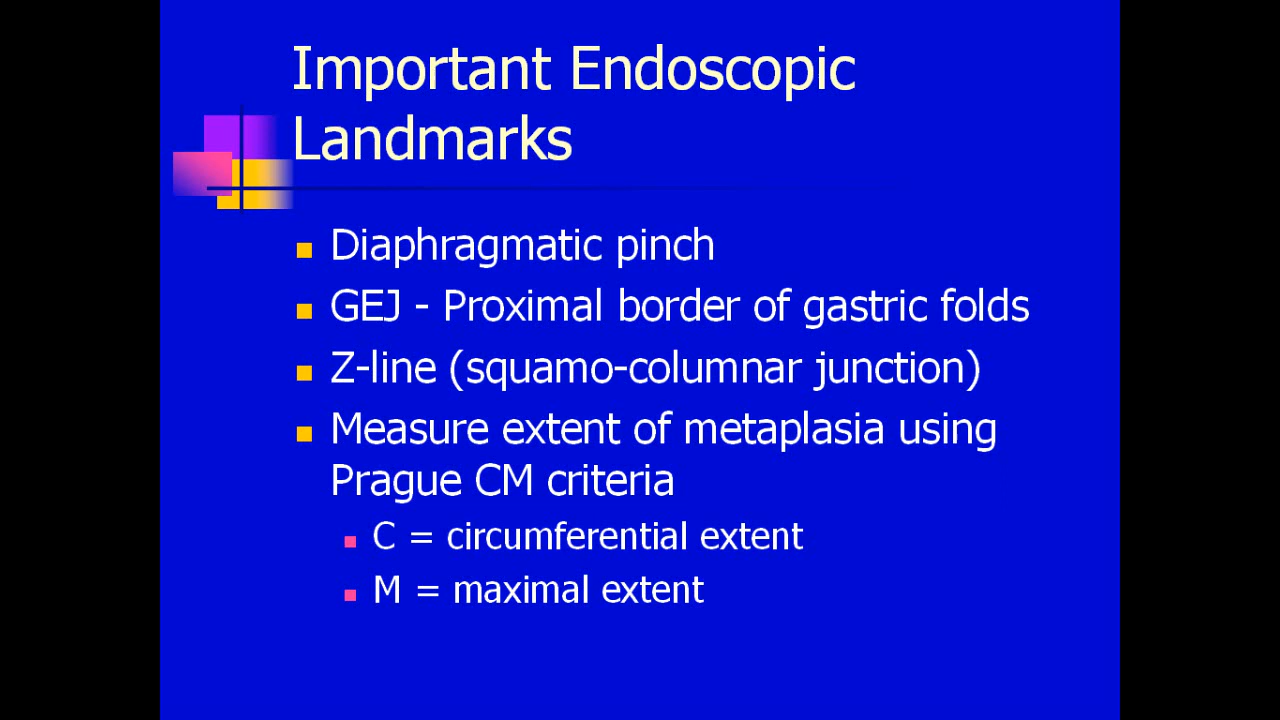 Important Endoscopic
Landmarks
Diaphragmatic pinch
GEJ - Proximal border of gastric folds
Z-line (squamo-columnar junction)
Measure extent of metaplasia using
Prague CM criteria
C = circumferential extent
M = maximal extent